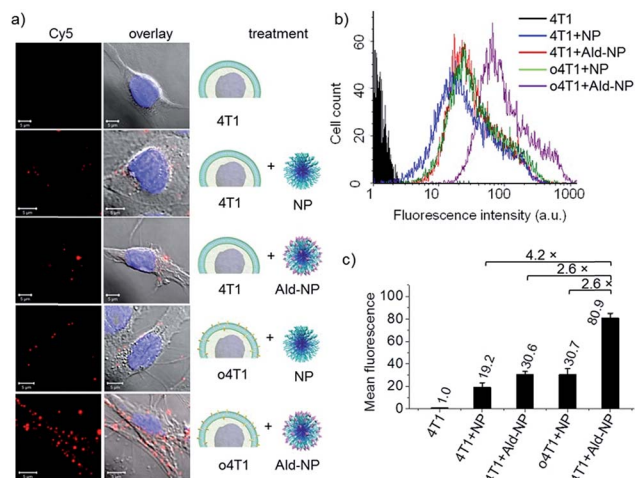 a)
Cy5
overlay
treatment
5 μm
5 μm
4T1
5 μm
5 μm
+
4T1
NP
5 μm
5 μm
+
4T1
Ald-NP
5 μm
5 μm
+
o4T1
NP
5 μm
5 μm
+
o4T1
Ald-NP
b)
4T1
4T1+NP
4T1+Ald-NP
o4T1+NP
o4T1+Ald-NP
Cell count
60
40
20
0
1
10
100
1000
Fluorescence intensity (a.u.)
c)
4.2 ×
2.6 ×
2.6 ×
Mean fluorescence
100
80
60
40
20
0
1.0
19.2
30.6
30.7
80.9
4T1
4T1+NP
4T1+Ald-NP
o4T1+NP
4T1+Ald-NP